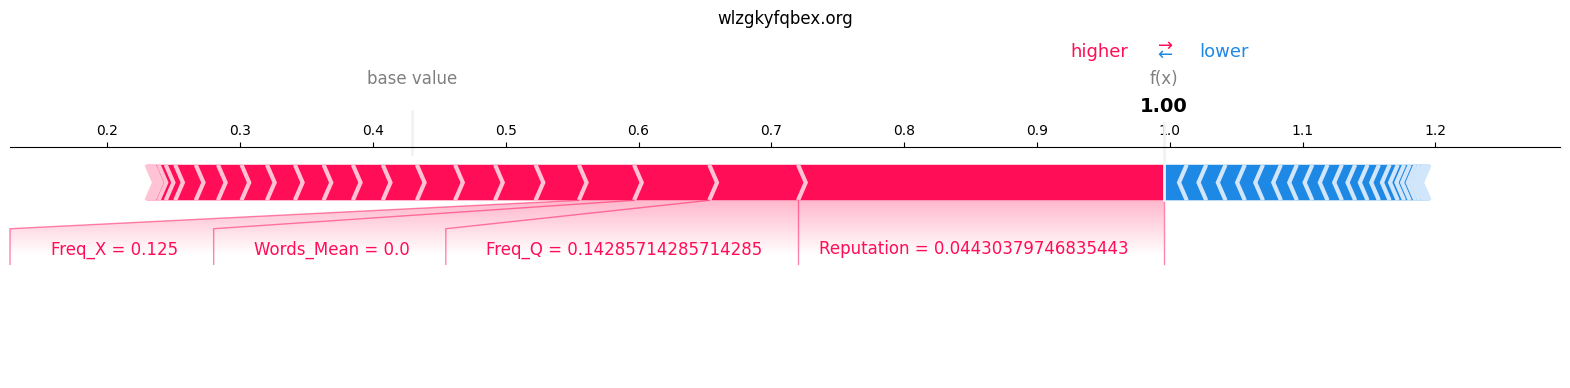 wlzgkyfqbex.org
higher ⇄ lower
base value f(x)
1.00
0.2 0.3 0.4 0.5 0.6 0.7 0.8 0.9 1.0 1.1 1.2
Freq_X = 0.125 Words_Mean = 0.0 Freq_Q = 0.14285714285714285 Reputation = 0.04430379746835443